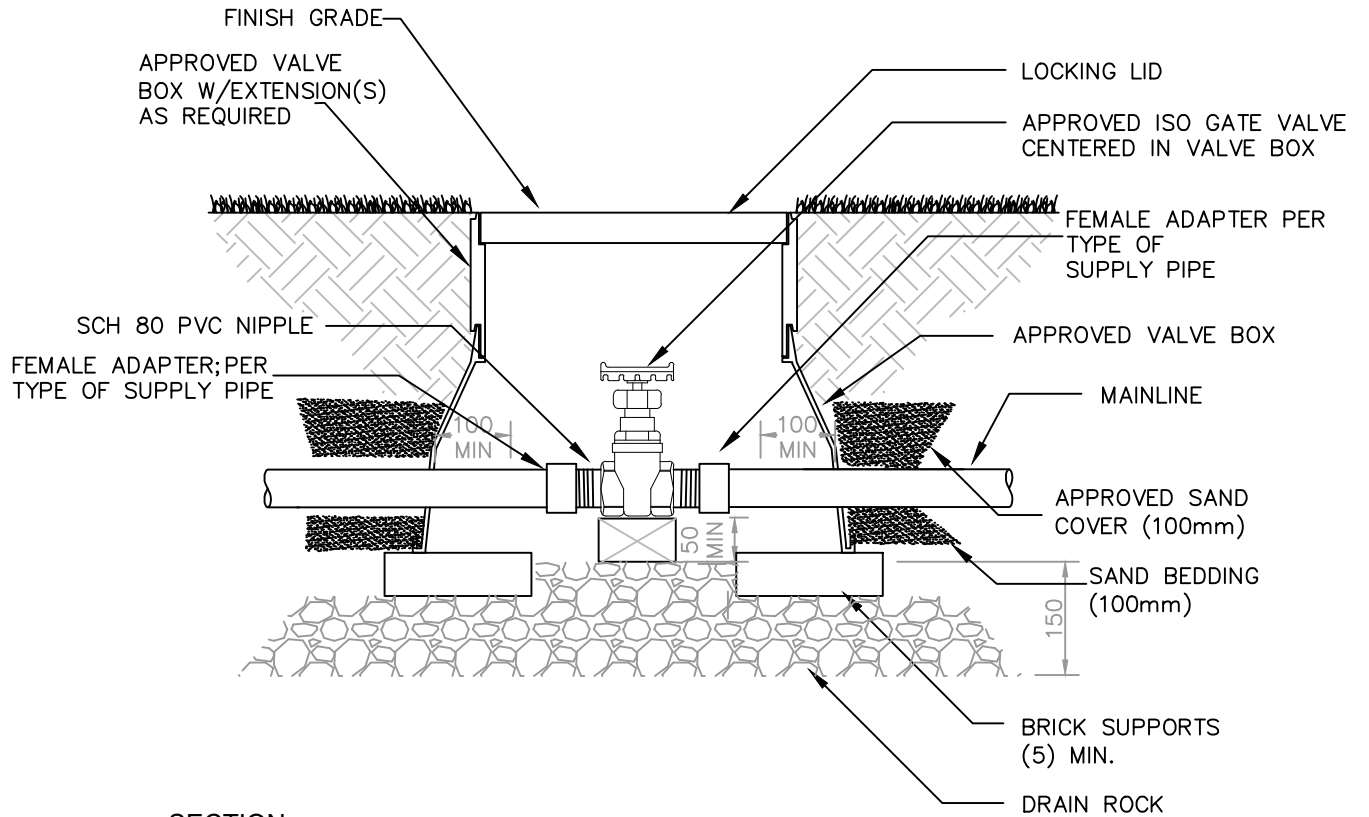 FINISH GRADE
APPROVED VALVE
BOX W/EXTENSION(S)
AS REQUIRED
LOCKING LID
APPROVED ISO GATE VALVE
CENTERED IN VALVE BOX
FEMALE ADAPTER PER
TYPE OF
SUPPLY PIPE
SCH 80 PVC NIPPLE
APPROVED VALVE BOX
FEMALE ADAPTER;PER
TYPE OF SUPPLY PIPE
MAINLINE
100
MIN
100
MIN
APPROVED SAND
COVER (100mm)
50
MIN
SAND BEDDING
(100mm)
150
BRICK SUPPORTS
(5) MIN.
DRAIN ROCK
SECTION